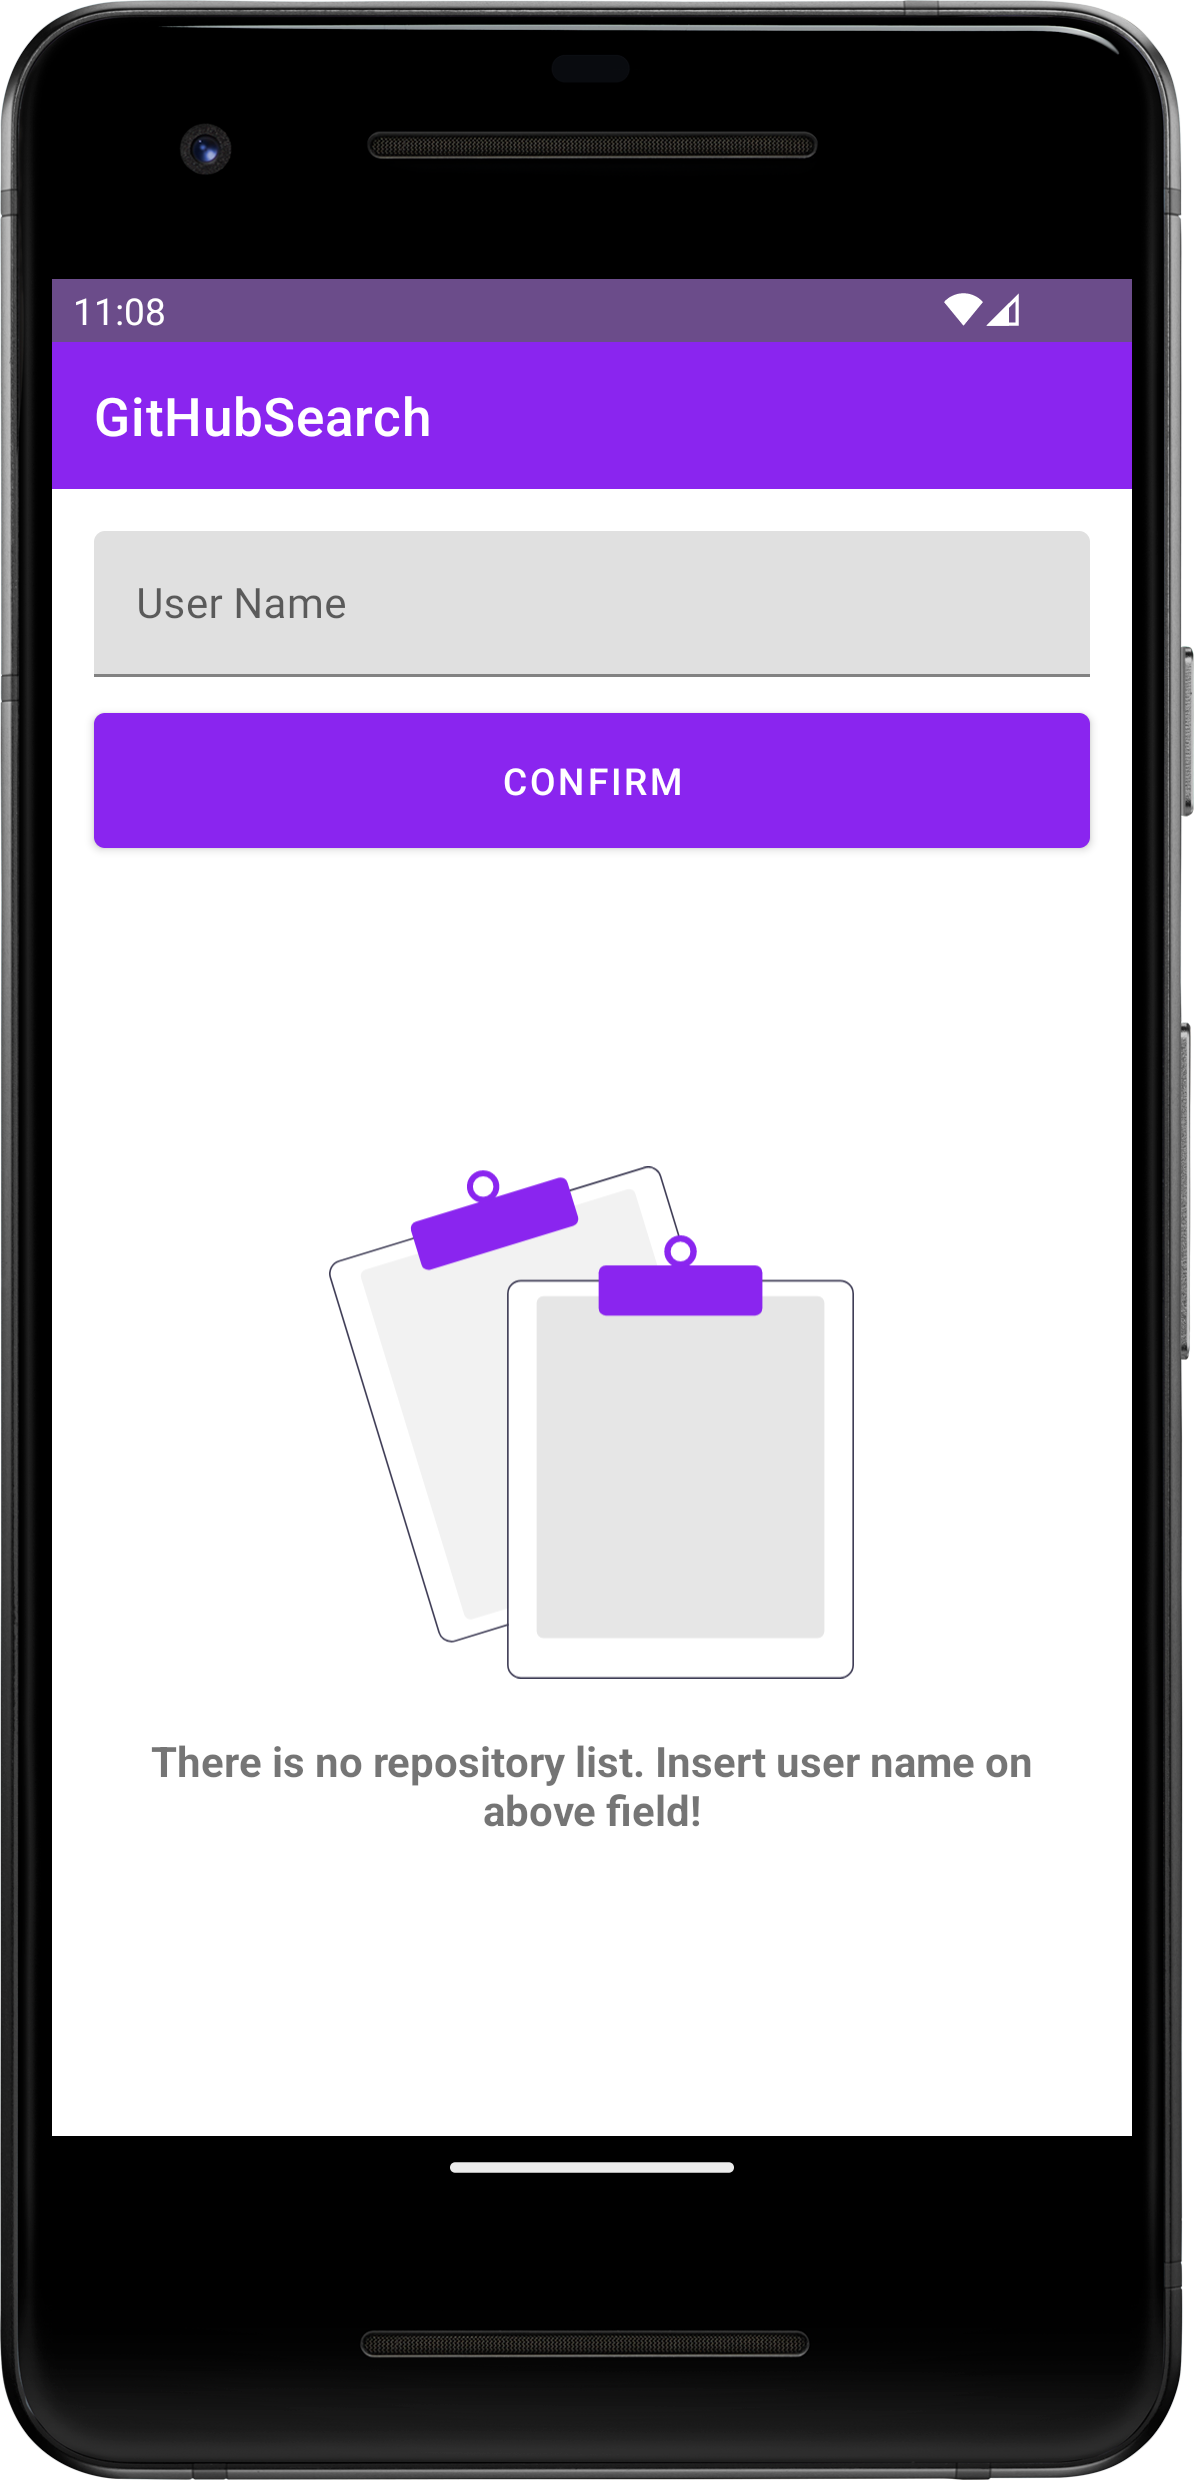 11:08
GitHubSearch
User Name
CONFIRM
There is no repository list. Insert user name on
above field!